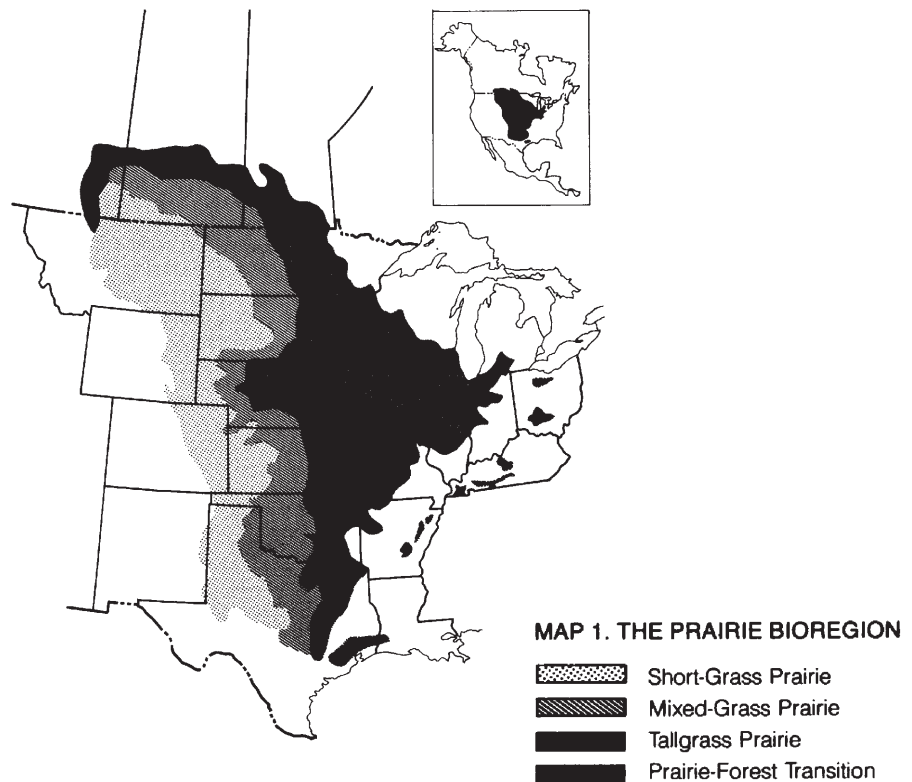 MAP 1. THE PRAIRIE BIOREGION
Short-Grass Prairie
Mixed-Grass Prairie
Tallgrass Prairie
Prairie-Forest Transition